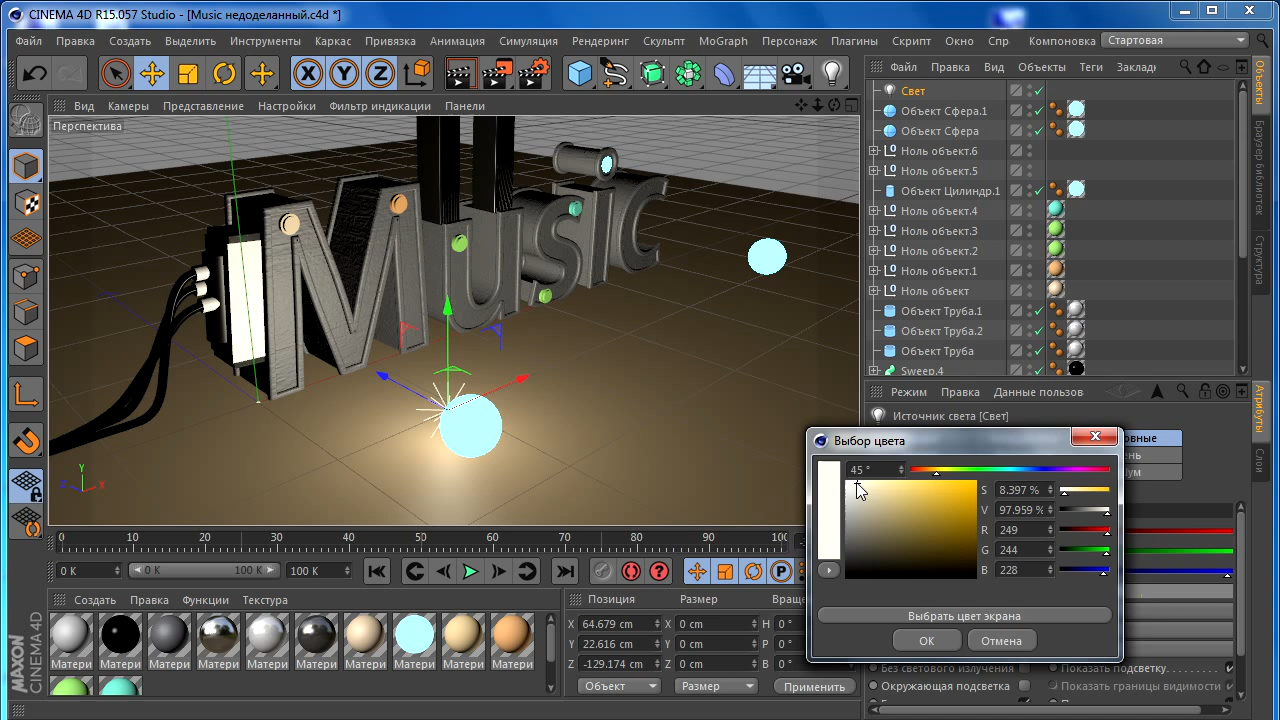 CINEMA 4D R15.057 Studio - [Music недоделанный.c4d *]
Файл Правка Создать Выделить Инструменты Каркас Привязка Анимация Симуляция Рендеринг Скульпт MoGraph Персонаж Плагины Скрипт Окно Спр Компоновка Стартовая
Файл Правка Вид Объекты Теги Заклад
Вид Камеры Представление Настройки Фильтр индикации Панели
Перспектива
MUSiC
Y
Z X
Свет
Объект Сфера.1
Объект Сфера
Ноль объект.6
Ноль объект.5
Объект Цилиндр.1
Ноль объект.4
Ноль объект.3
Ноль объект.2
Ноль объект.1
Ноль объект
Объект Труба.1
Объект Труба.2
Объект Труба
Sweep.4
Объекты
Браузер библиотек
Структура
Режим Правка Данные пользов
Источник света [Свет]
Атрибуты
Слои
Выбор цвета
45 °
S 8.397 %
V 97.959 %
R 249
G 244
B 228
Выбрать цвет экрана
OK Отмена
Без светового излучения Показать подсветку
Окружающая подсветка Показать границы видимости
0 10 20 30 40 50 60 70 80 90 100
0 K 0 K 100 K 100 K
Создать Правка Функции Текстура
Матери Матери Матери Матери Матери Матери Матери Матери Матери Матери
Позиция Размер Враще
X 64.679 cm X 0 cm H 0 °
Y 22.616 cm Y 0 cm P 0 °
Z -129.174 cm Z 0 cm B 0 °
Объект Размер Применить
MAXON
CINEMA 4D